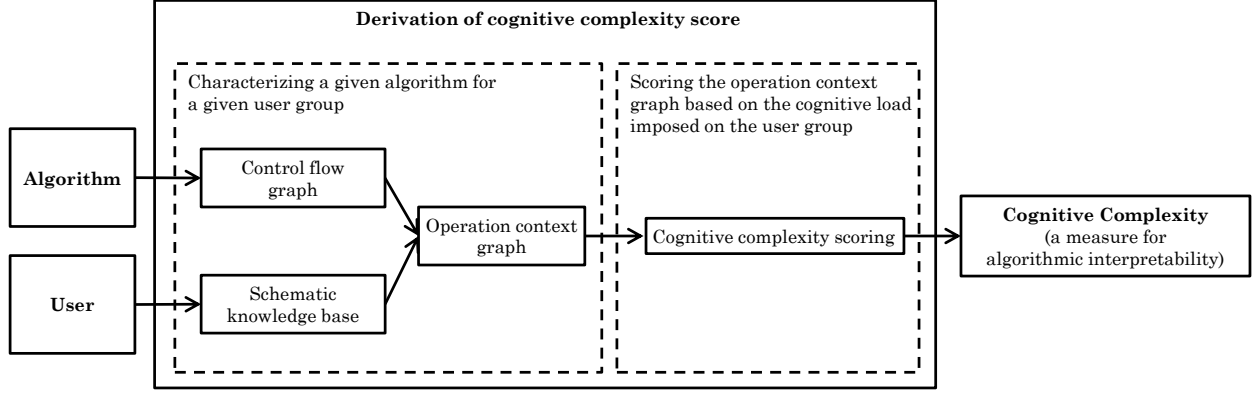 Derivation of cognitive complexity score
Characterizing a given algorithm for
a given user group
Scoring the operation context
graph based on the cognitive load
imposed on the user group
Algorithm
Control flow
graph
Operation context
graph
Cognitive complexity scoring
Cognitive Complexity
(a measure for
algorithmic interpretability)
User
Schematic
knowledge base